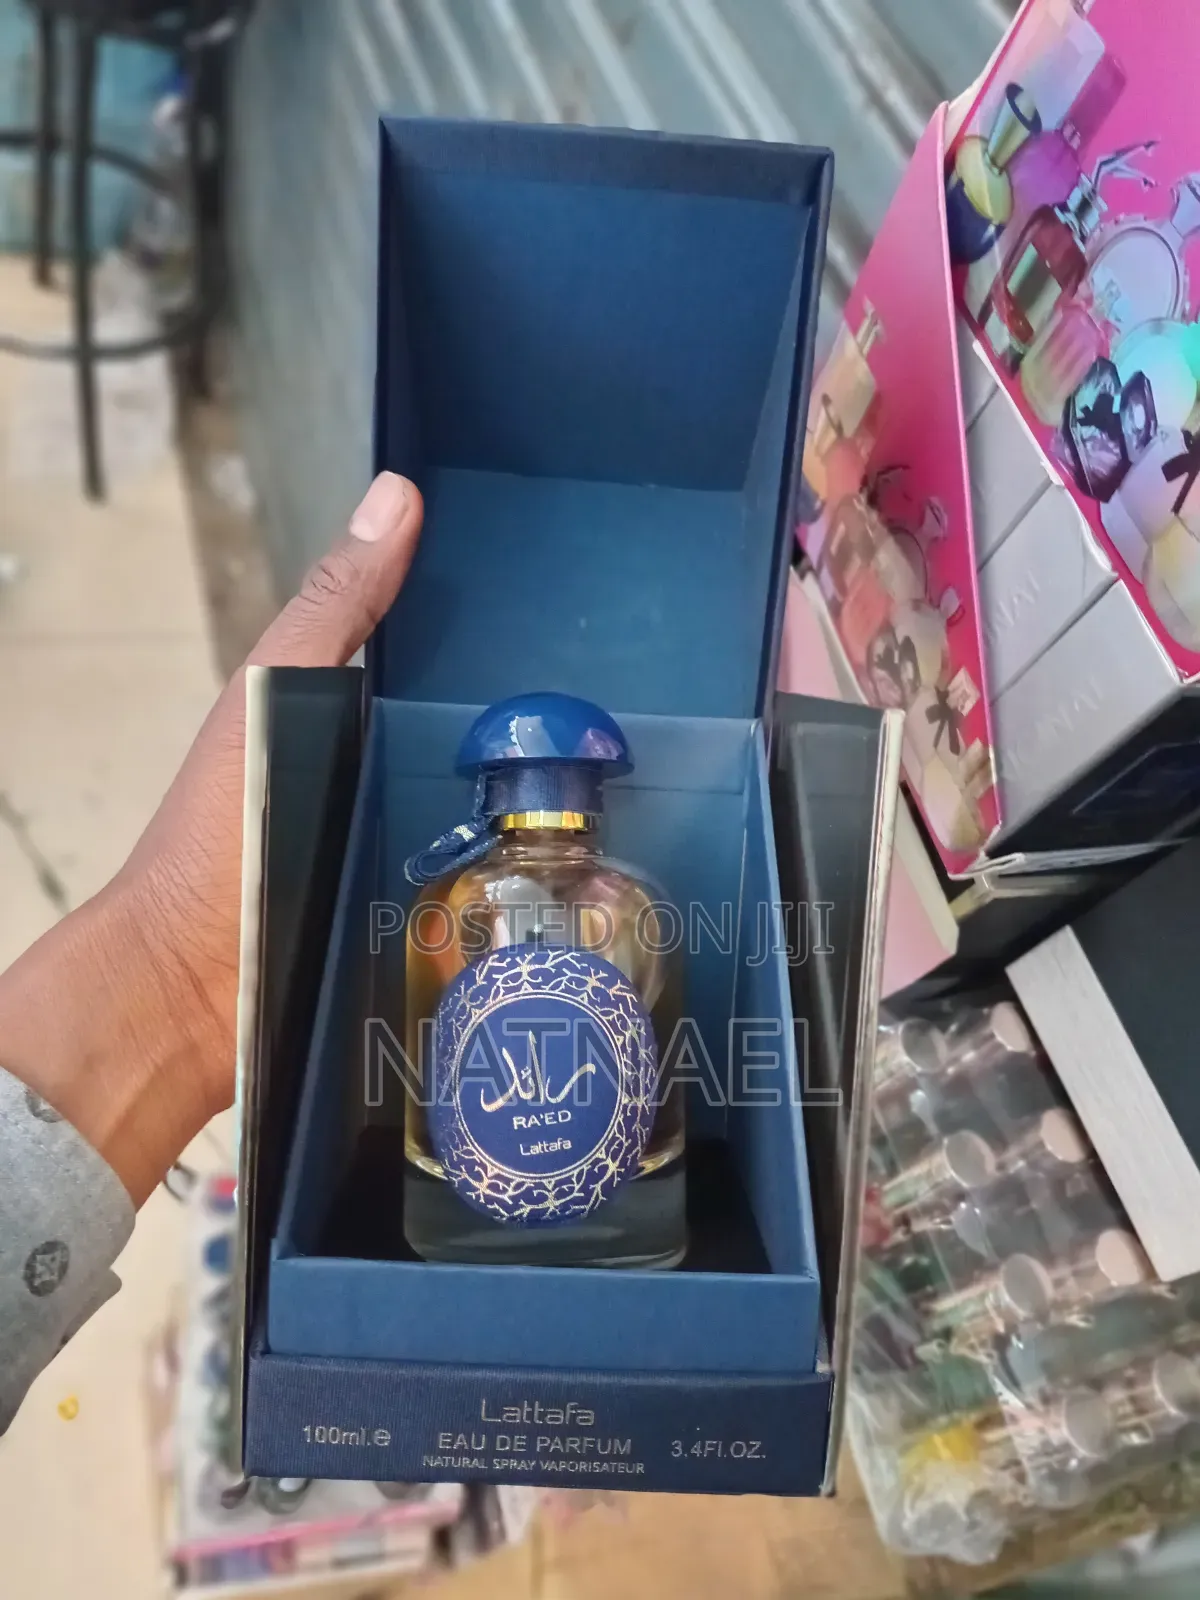 POSTED ON JIJI
NATNAEL
رائد
RA'ED
Lattafa
Lattafa
100ml.e
EAU DE PARFUM
3.4Fl.OZ.
NATURAL SPRAY VAPORISATEUR